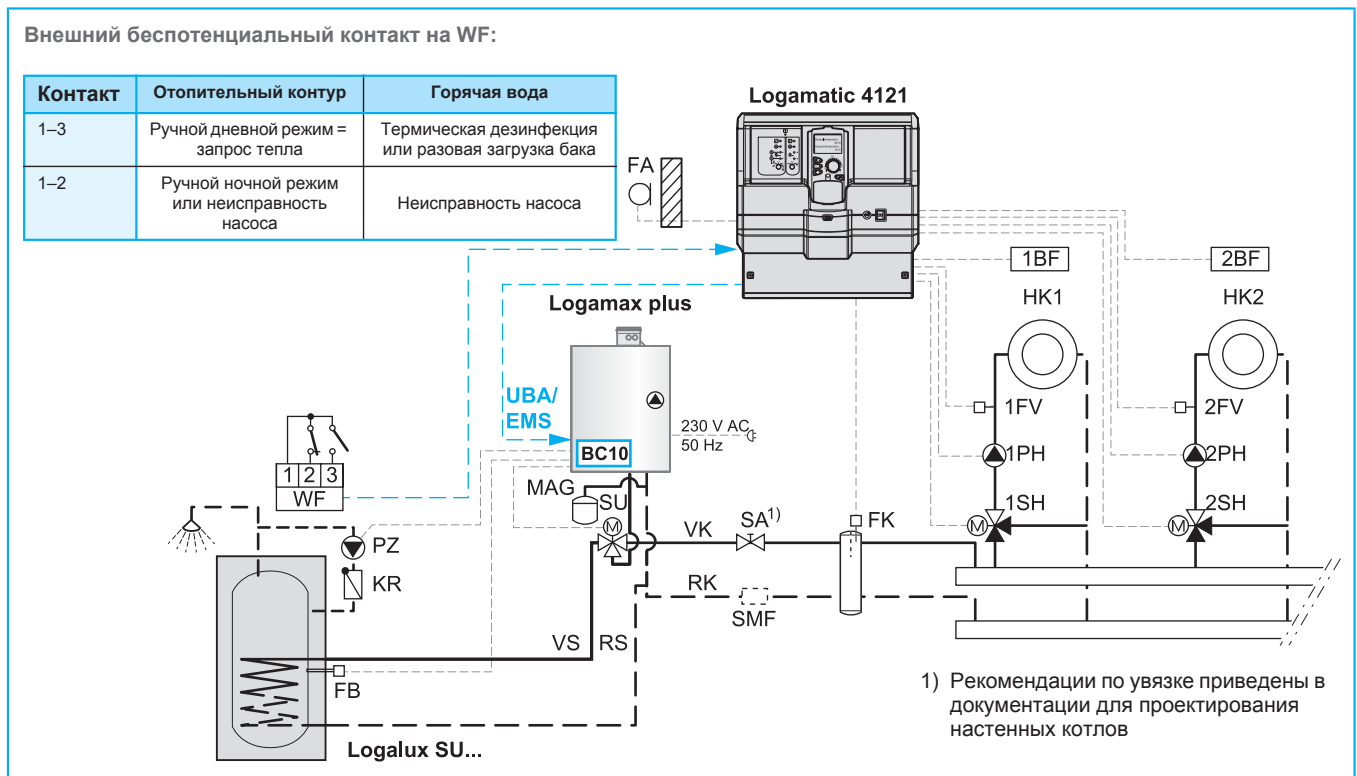 Внешний беспотенциальный контакт на WF:
Контакт
Отопительный контур
Горячая вода
1–3
Ручной дневной режим =
запрос тепла
Термическая дезинфекция
или разовая загрузка бака
1–2
Ручной ночной режим
или неисправность
насоса
Неисправность насоса
Logamatic 4121
FA
1BF
2BF
HK1
HK2
Logamax plus
UBA/
EMS
BC10
230 V AC
50 Hz
1FV
2FV
1PH
2PH
1SH
2SH
M
M
1 2 3
WF
MAG
SU
M
VK
SA1)
FK
PZ
KR
RK
SMF
VS
RS
FB
Logalux SU...
1) Рекомендации по увязке приведены в
документации для проектирования
настенных котлов